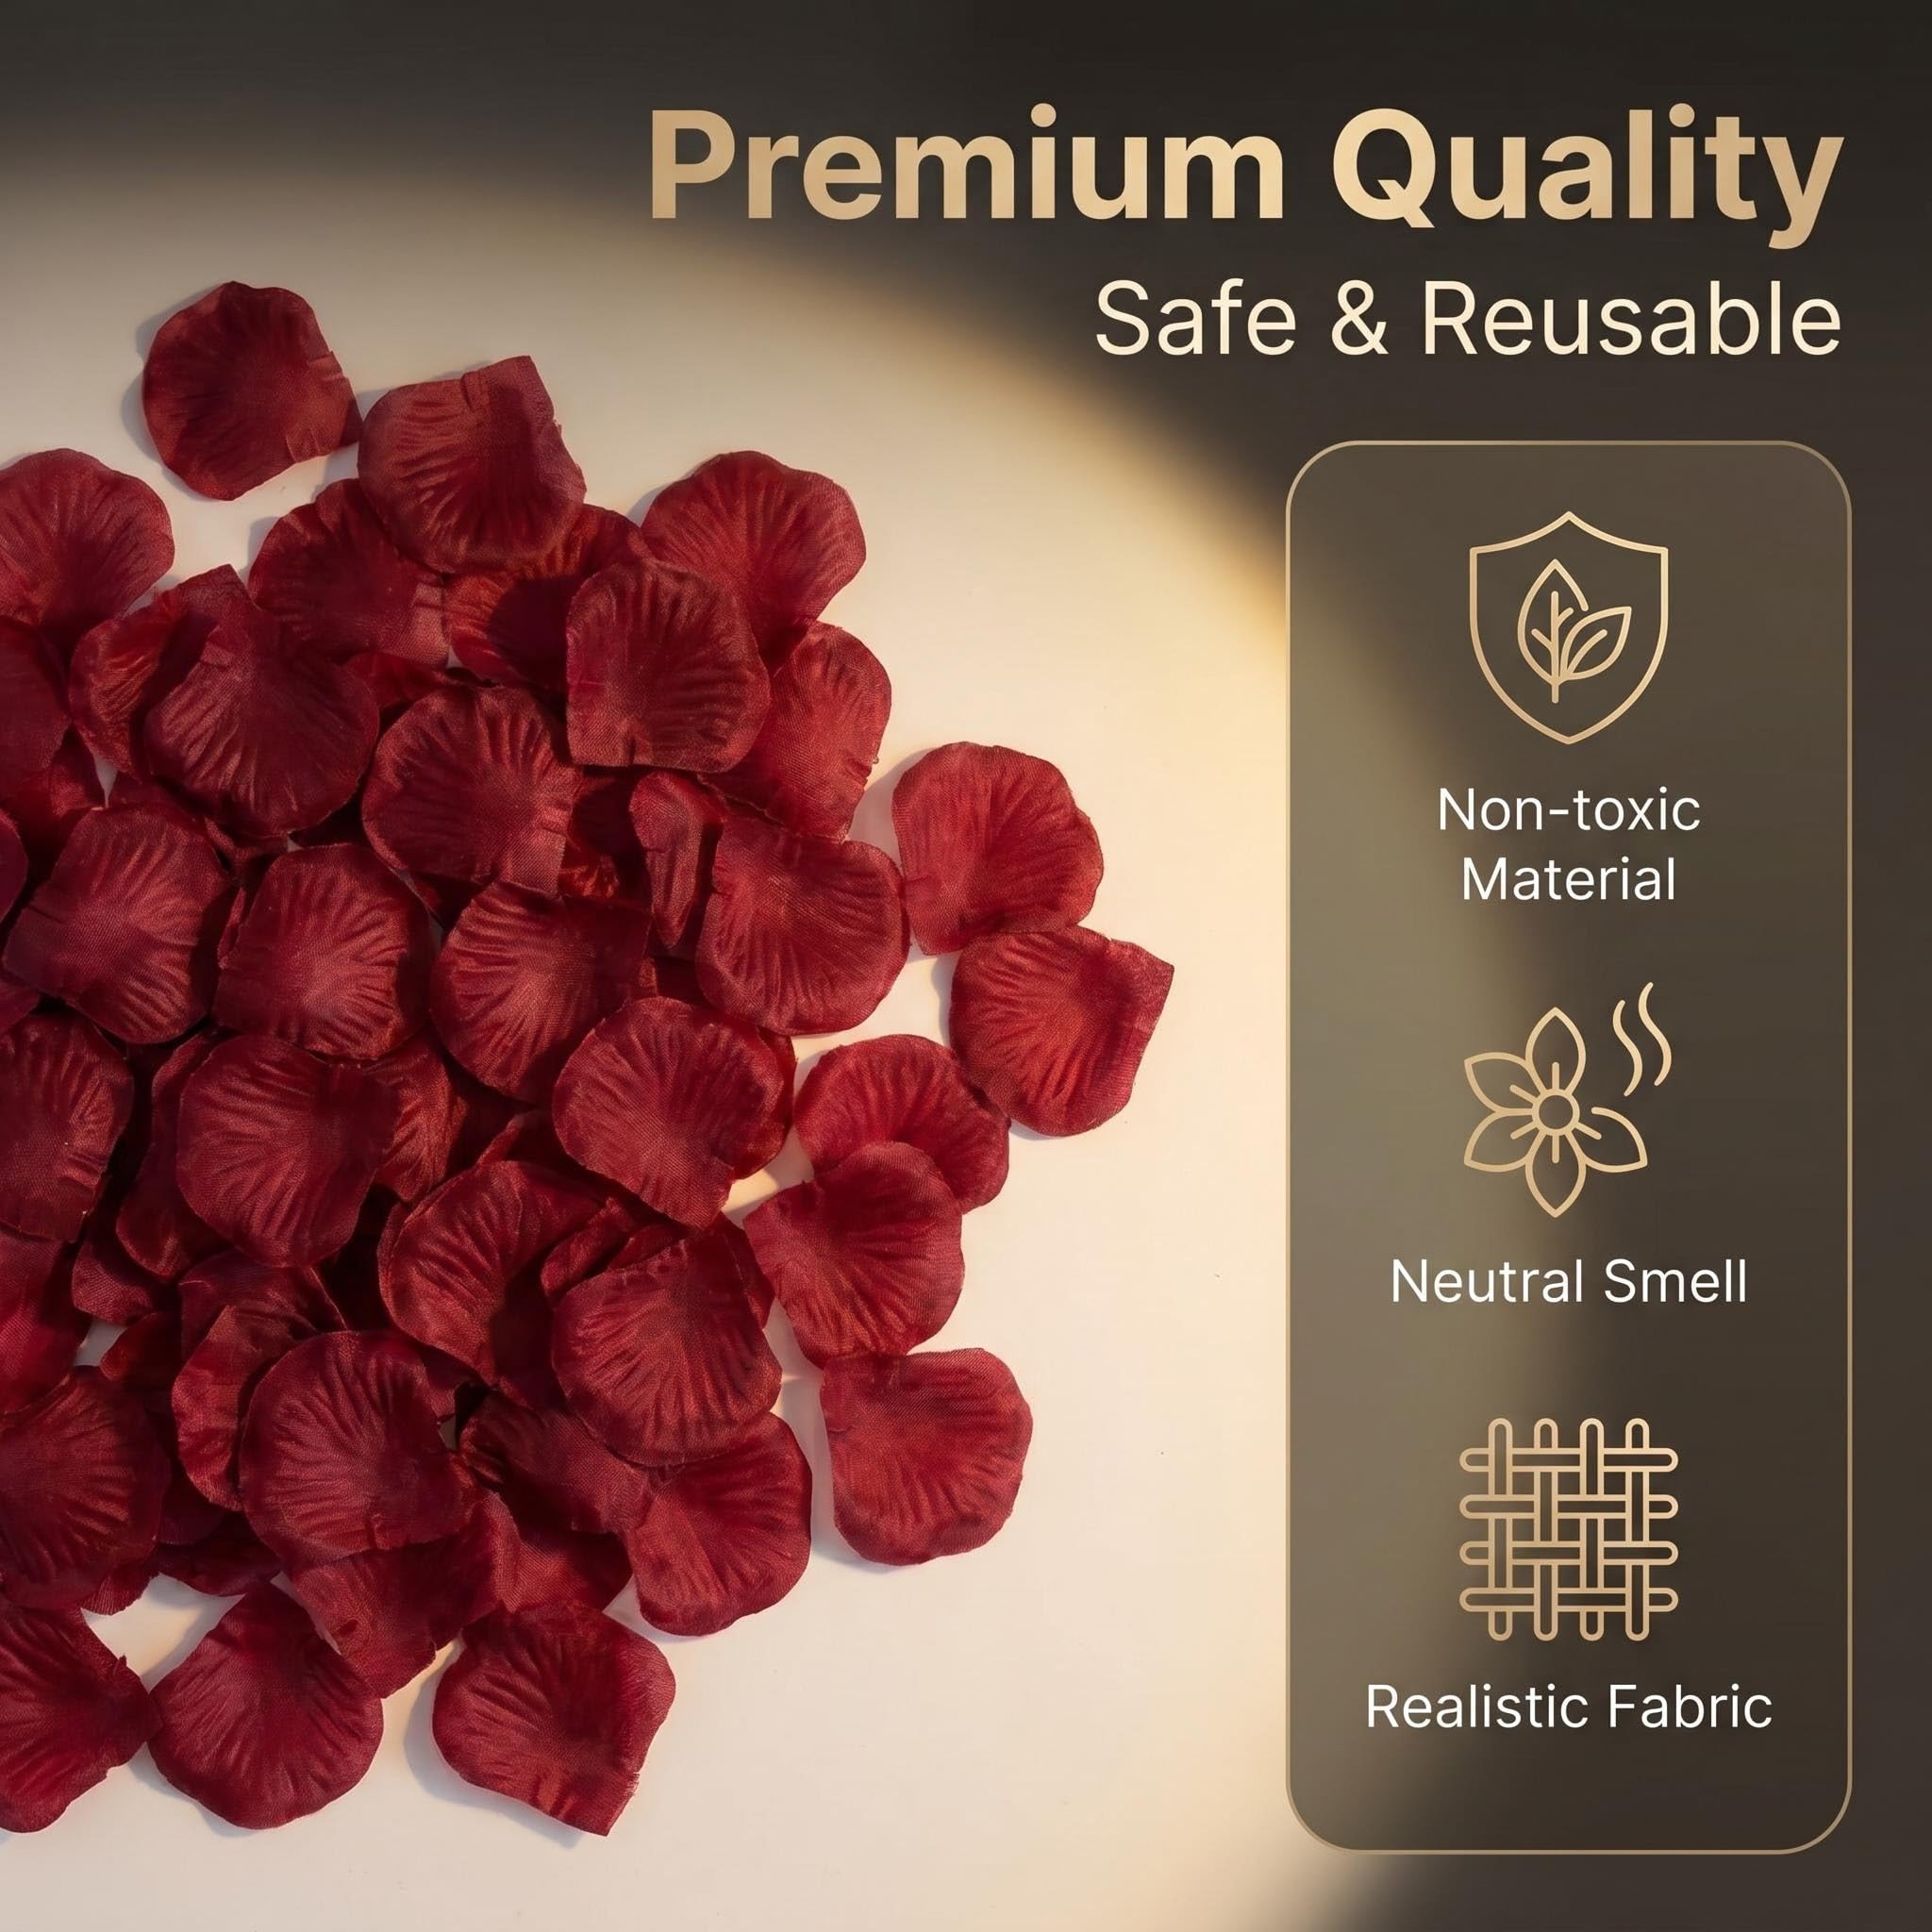 Premium Quality
Safe & Reusable
Non-toxic
Material
Neutral Smell
Realistic Fabric